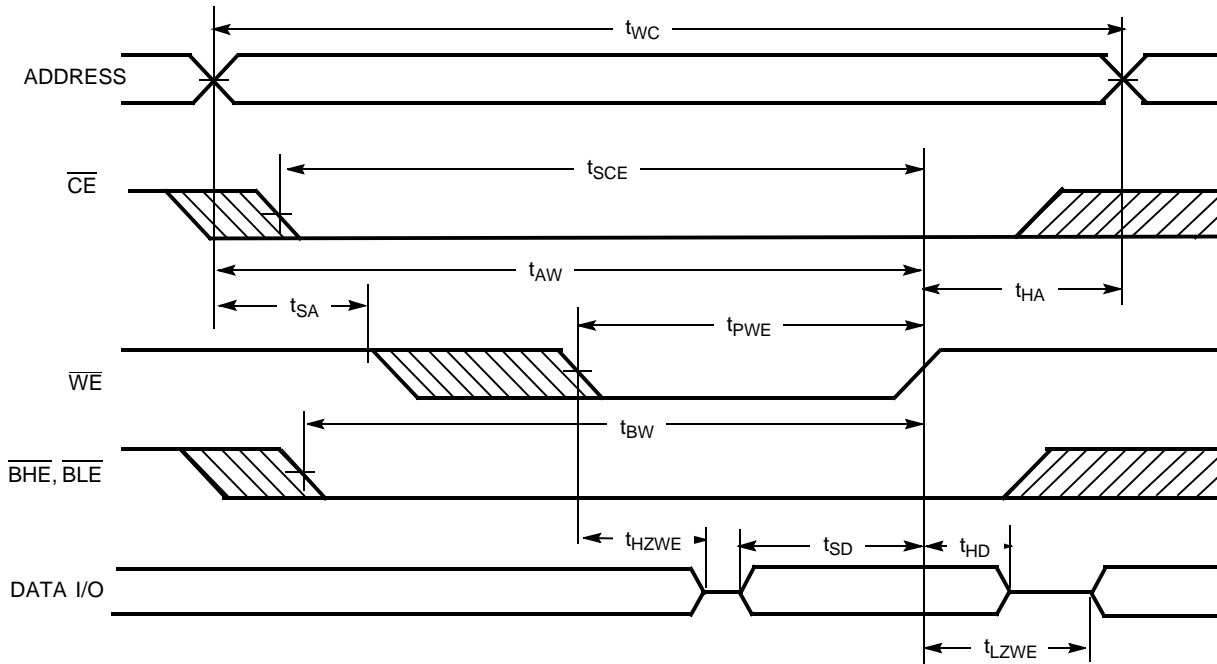 tWC
ADDRESS
tSCE
CE
tAW
tSA
tHA
tPWE
WE
tBW
BHE, BLE
tHZWE
tSD
tHD
DATA I/O
tLZWE